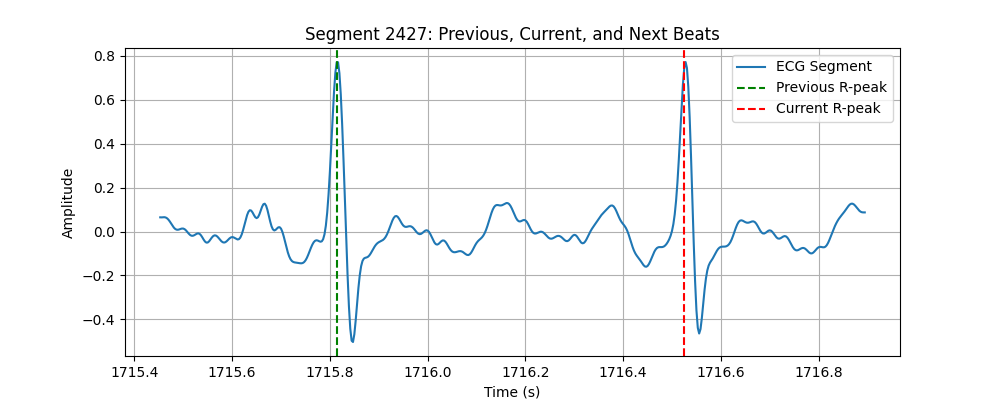 Segment 2427: Previous, Current, and Next Beats
ECG Segment
Previous R-peak
Current R-peak
Amplitude
0.8
0.6
0.4
0.2
0.0
−0.2
−0.4
1715.4 1715.6 1715.8 1716.0 1716.2 1716.4 1716.6 1716.8
Time (s)